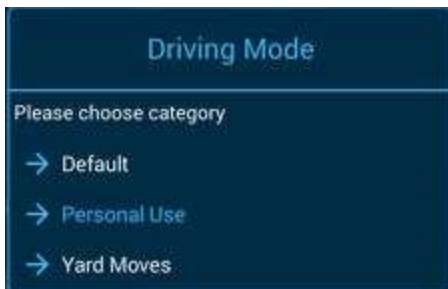 Driving Mode
Please choose category
Default
Personal Use
Yard Moves